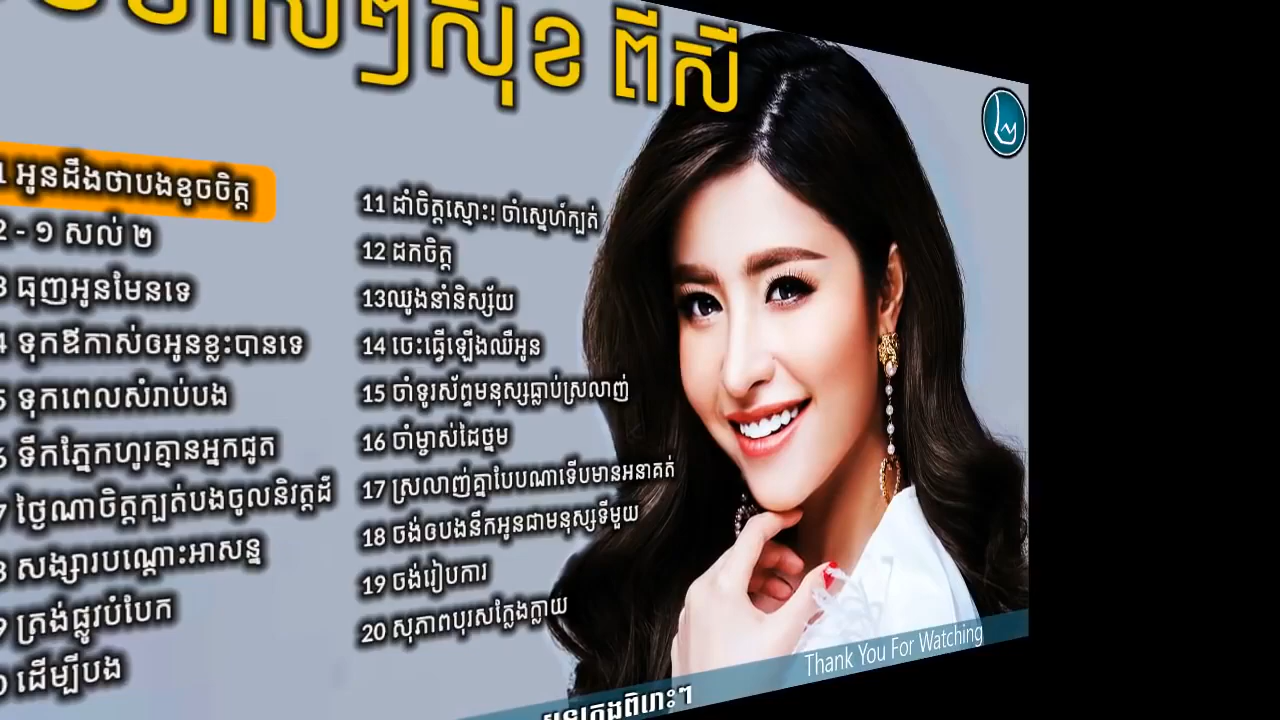 ៗសុខ ពីសី
1 អូនដឹងថាបងខូចចិត្ត
2 - ១ សល់ ២
3 ធុញអូនមែនទេ
4 ទុកឪកាស់ឲអូនខ្លះបានទេ
5 ទុកពេលសំរាប់បង
6 ទឹកភ្នែកហូរគ្មានអ្នកជូត
7 ថ្ងៃណាចិត្តក្បត់បងចូលនិវត្តដ៏
8 សង្សារបណ្តោះអាសន្ន
9 ត្រង់ផ្លូវបំបែក
0 ដើម្បីបង
11 ដាំចិត្តស្មោះ! ចាំស្នេហ៍ក្បត់
12 ដកចិត្ត
13ឈូងនាំនិស្ស័យ
14 ចេះធ្វើឡើងឈឺអូន
15 ចាំទូរស័ព្ទមនុស្សធ្លាប់ស្រលាញ់
16 ចាំម្ចាស់ដៃថ្នម
17 ស្រលាញ់គ្នាបែបណាទើបមានអនាគត់
18 ចង់ឲបងនឹកអូនជាមនុស្សទីមួយ
19 ចង់រៀបការ
20 សុភាពបុរសក្លែងក្លាយ
Thank You For Watching